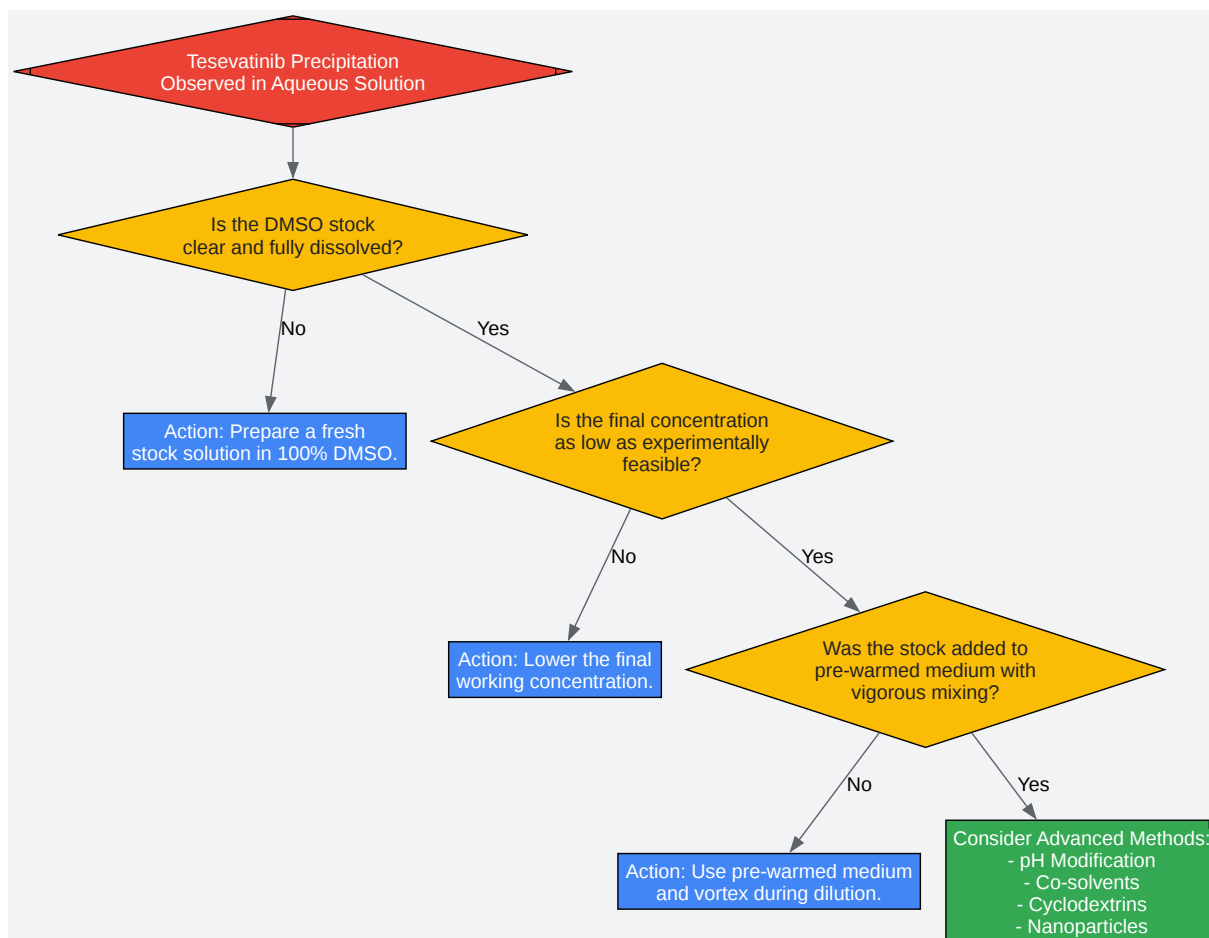 Tesevatinib Precipitation
Observed in Aqueous Solution
Is the DMSO stock
clear and fully dissolved?
No
Yes
Action: Prepare a fresh
stock solution in 100% DMSO.
Is the final concentration
as low as experimentally
feasible?
No
Yes
Action: Lower the final
working concentration.
Was the stock added to
pre-warmed medium with
vigorous mixing?
No
Yes
Action: Use pre-warmed medium
and vortex during dilution.
Consider Advanced Methods:
- pH Modification
- Co-solvents
- Cyclodextrins
- Nanoparticles